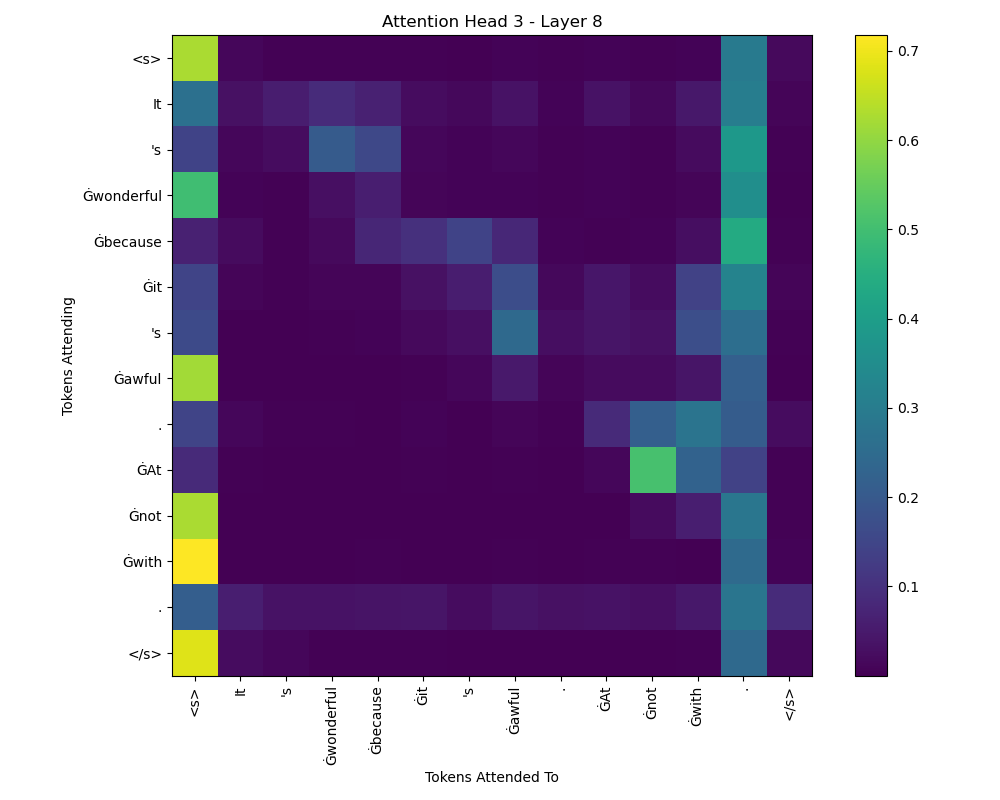 Attention Head 3 - Layer 8
Tokens Attending
<s>
It
's
Ġwonderful
Ġbecause
Ġit
's
Ġawful
.
ĠAt
Ġnot
Ġwith
.
</s>
<s>
It
's
Ġwonderful
Ġbecause
Ġit
's
Ġawful
.
ĠAt
Ġnot
Ġwith
.
</s>
Tokens Attended To
0.7
0.6
0.5
0.4
0.3
0.2
0.1